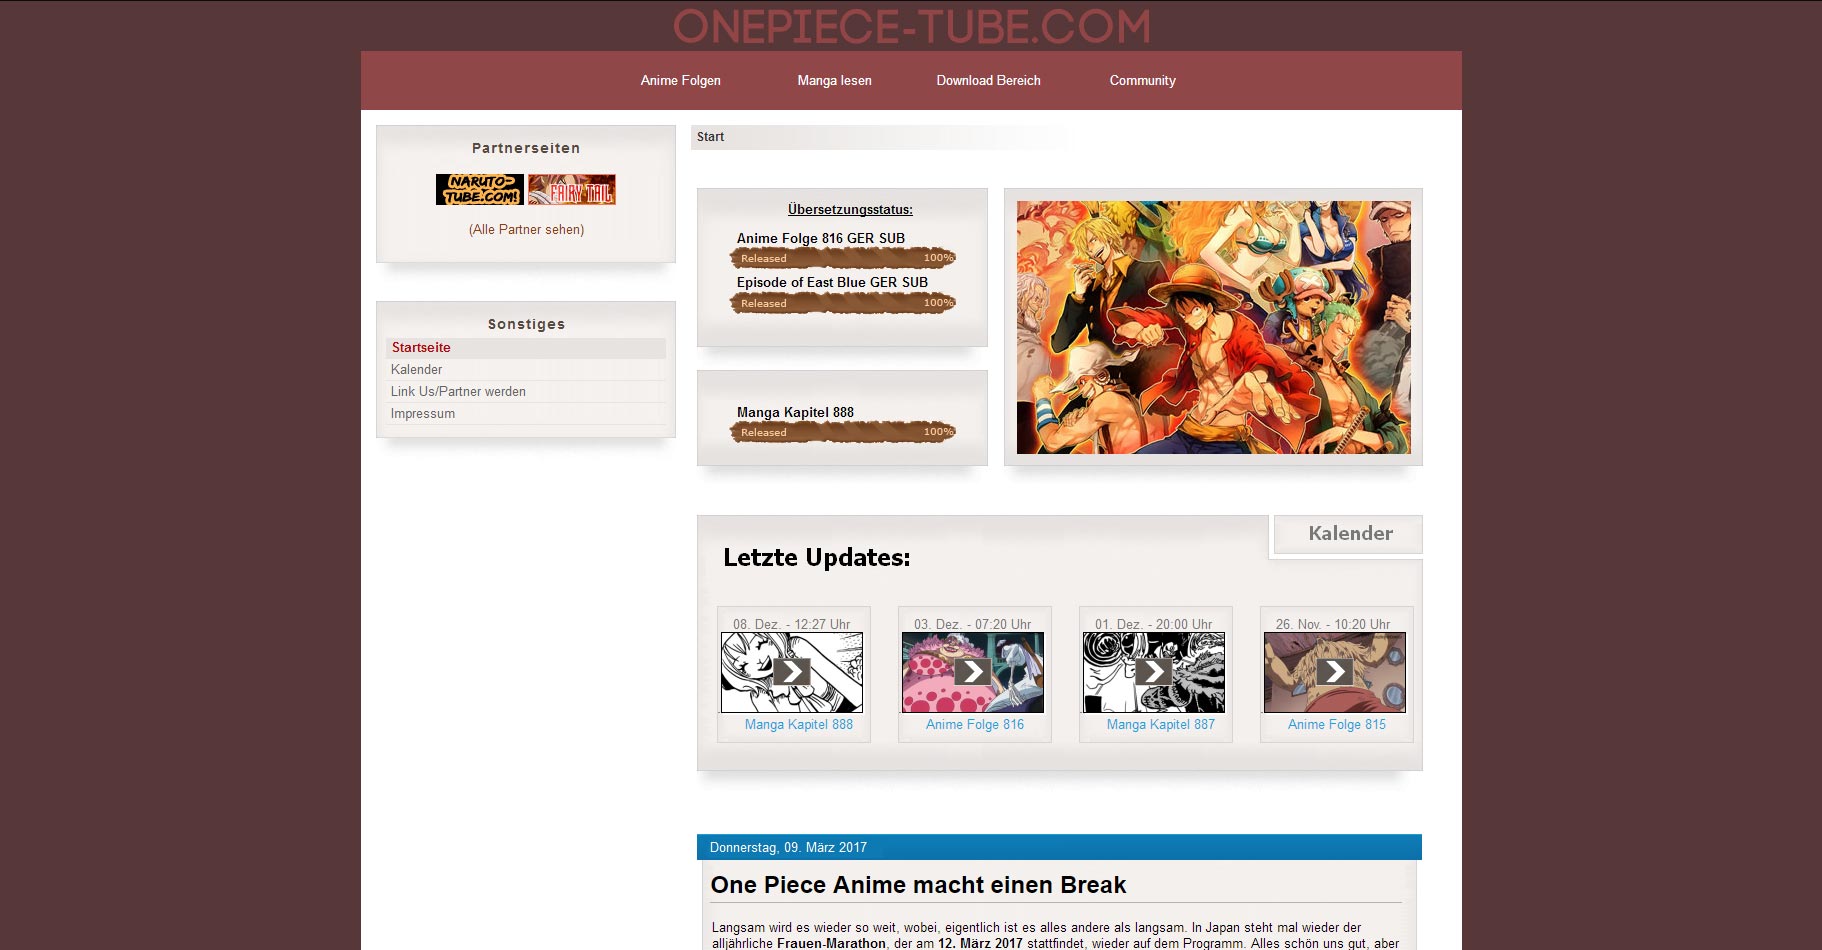 ONEPIECE-TUBE.COM
Anime Folgen Manga lesen Download Bereich Community
Partnerseiten
NARUTO-
TUBE.COM!
FAIRY TAIL
(Alle Partner sehen)
Sonstiges
Startseite
Kalender
Link Us/Partner werden
Impressum
Start
Übersetzungsstatus:
Anime Folge 816 GER SUB
Released 100%
Episode of East Blue GER SUB
Released 100%
Manga Kapitel 888
Released 100%
Kalender
Letzte Updates:
08. Dez. - 12:27 Uhr
Manga Kapitel 888
03. Dez. - 07:20 Uhr
Anime Folge 816
01. Dez. - 20:00 Uhr
Manga Kapitel 887
26. Nov. - 10:20 Uhr
Anime Folge 815
Donnerstag, 09. März 2017
One Piece Anime macht einen Break
Langsam wird es wieder so weit, wobei, eigentlich ist es alles andere als langsam. In Japan steht mal wieder der
alljährliche Frauen-Marathon, der am 12. März 2017 stattfindet, wieder auf dem Programm. Alles schön uns gut, aber